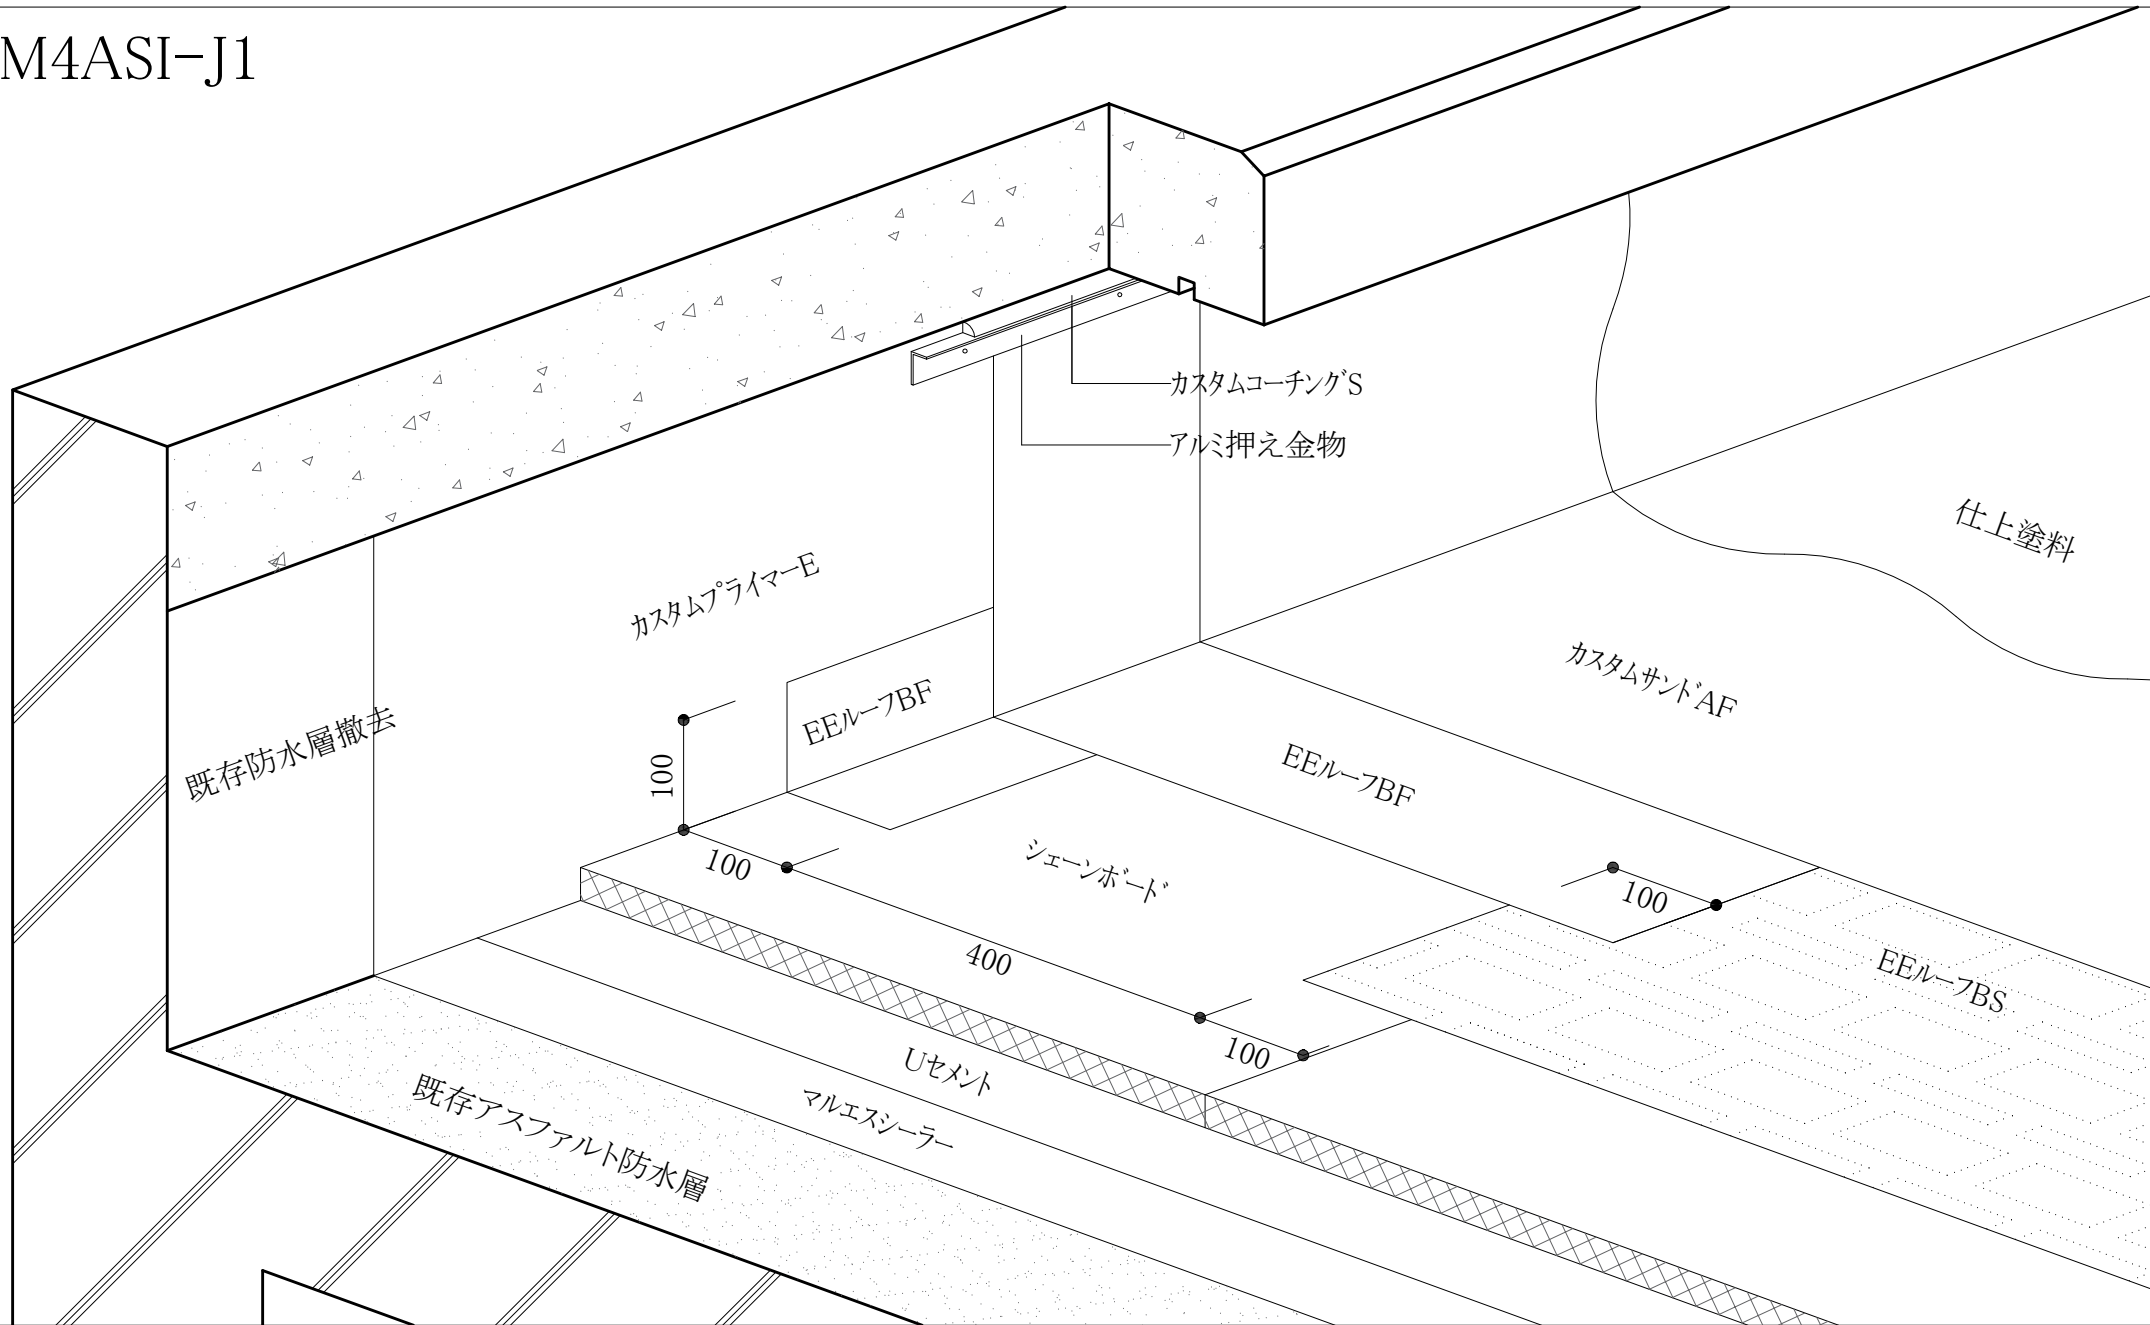 M4ASI-J1
カスタムコーチングS
アルミ押え金物
仕上塗料
カスタムプライマーE
カスタムサンドAF
EEルーフBF
既存防水層撤去
100
EEルーフBF
100
シェーンボード
100
400
EEルーフBS
100
Uセメント
マルエスシーラー
既存アスファルト防水層